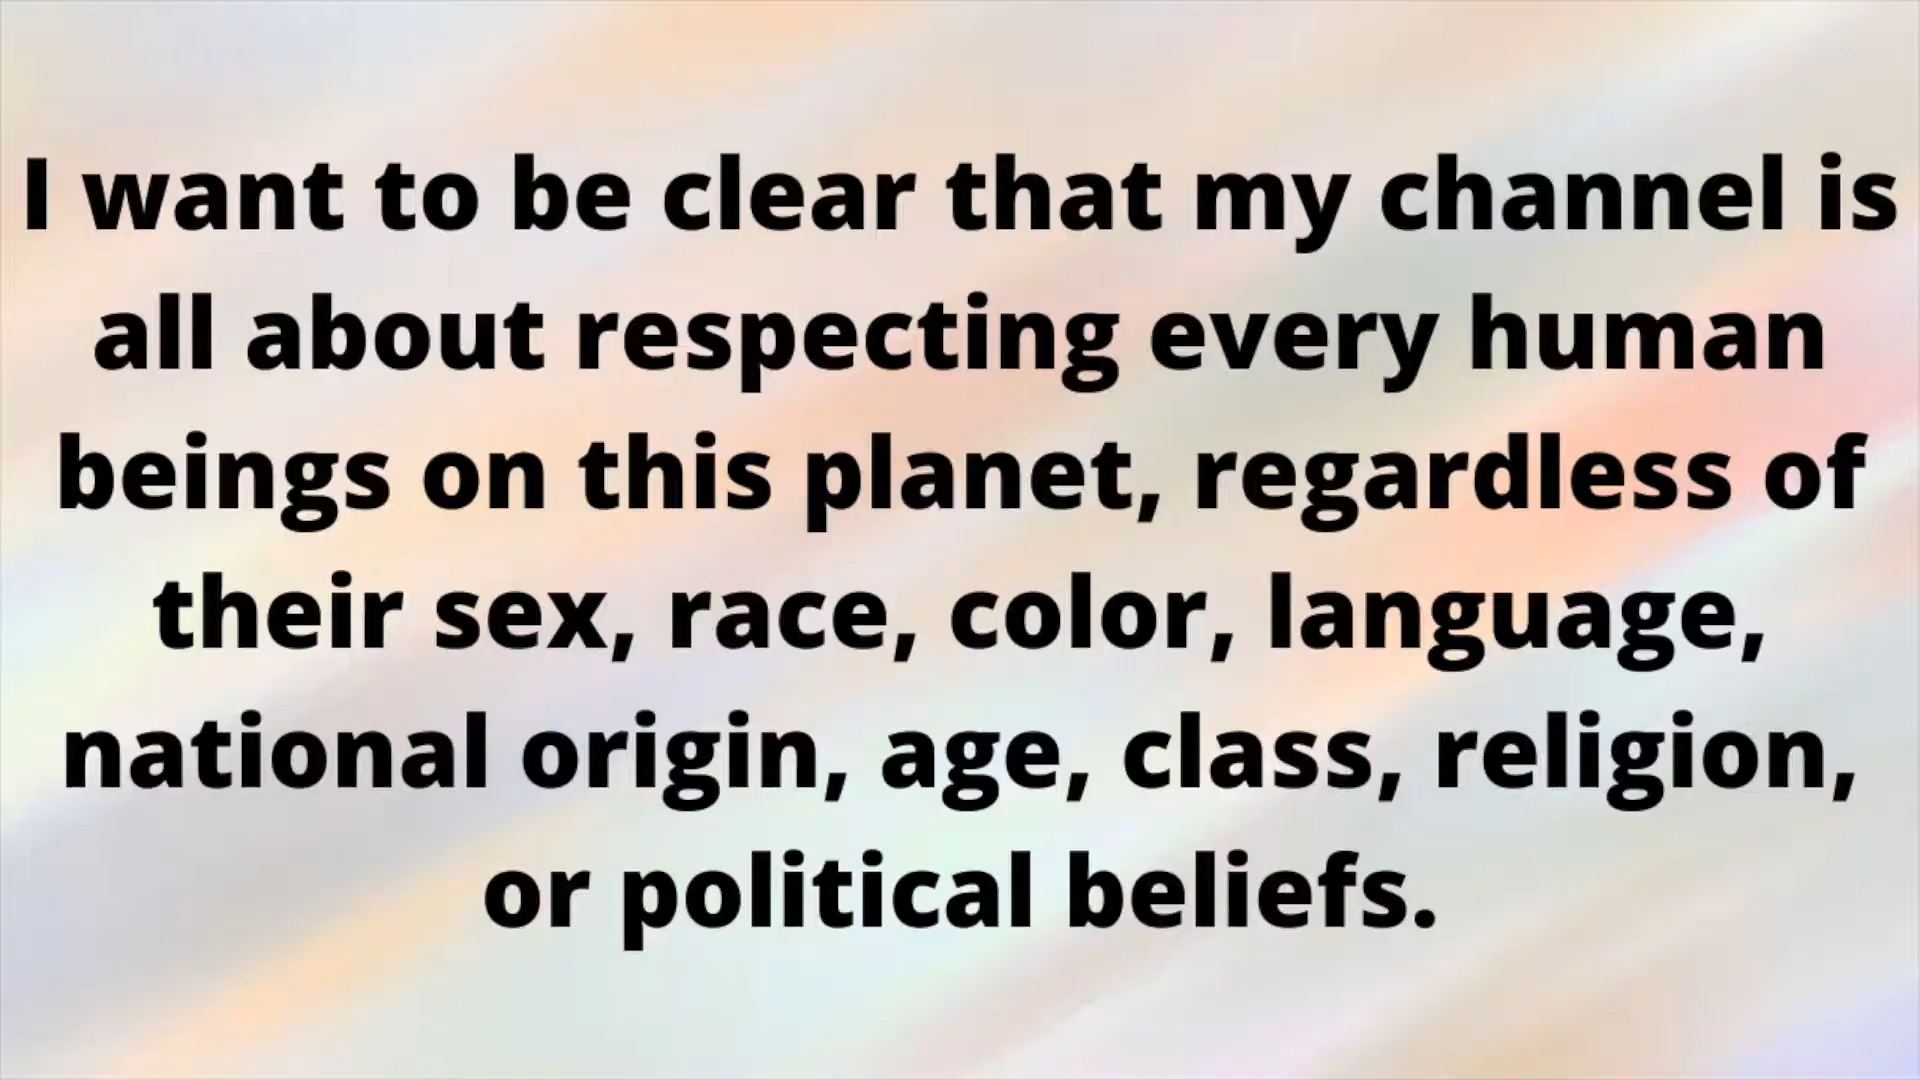 I want to be clear that my channel is
all about respecting every human
beings on this planet, regardless of
their sex, race, color, language,
national origin, age, class, religion,
or political beliefs.